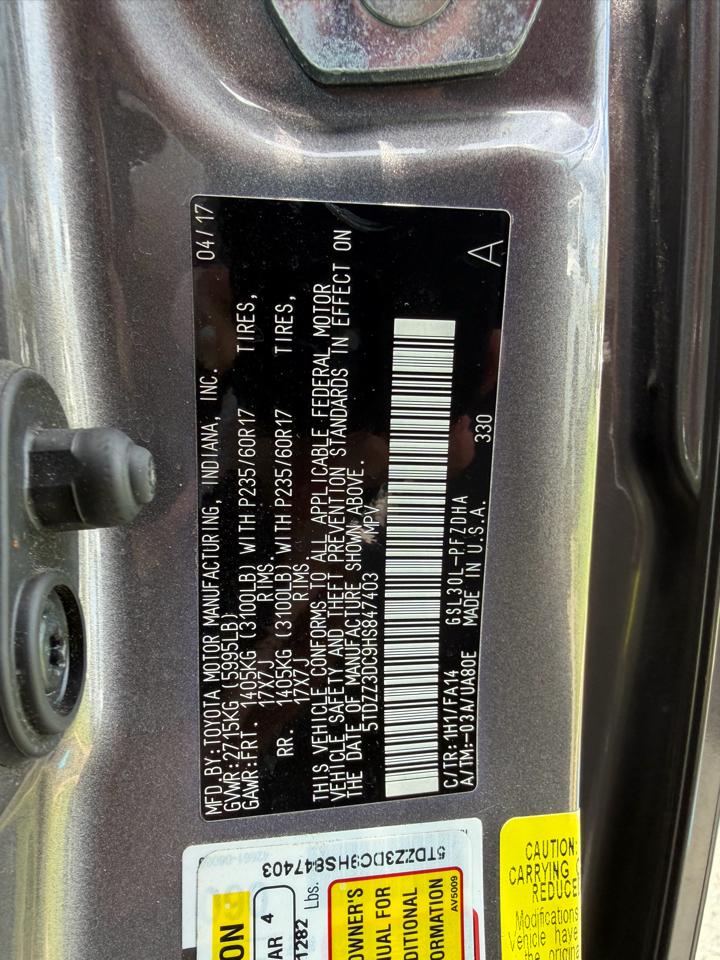 MFD. BY: TOYOTA MOTOR MANUFACTURING, INDIANA, INC. 04/17
GVWR: 2715KG (5995LB)
GAWR: FRT. 1405KG (3100LB) WITH P235/60R17 TIRES,
17X7J RIMS
RR. 1405KG (3100LB) WITH P235/60R17 TIRES,
17X7J RIMS
THIS VEHICLE CONFORMS TO ALL APPLICABLE FEDERAL MOTOR
VEHICLE SAFETY AND THEFT PREVENTION STANDARDS IN EFFECT ON
THE DATE OF MANUFACTURE SHOWN ABOVE.
5TDZZ3DC9HS847403 MPV
A
C/TR: 1H1/FA14 GSL30L-PFZDHA 330
A/TM: -03A/UA80E MADE IN U.S.A.
5TDZZ3DC9HS847403
ON
AR 4
1282 Lbs.
OWNER'S
UAL FOR
DITIONAL
ORMATION
AV5009
CAUTION:
CARRYING
REDUCE
Modifications
Vehicle have
the origina